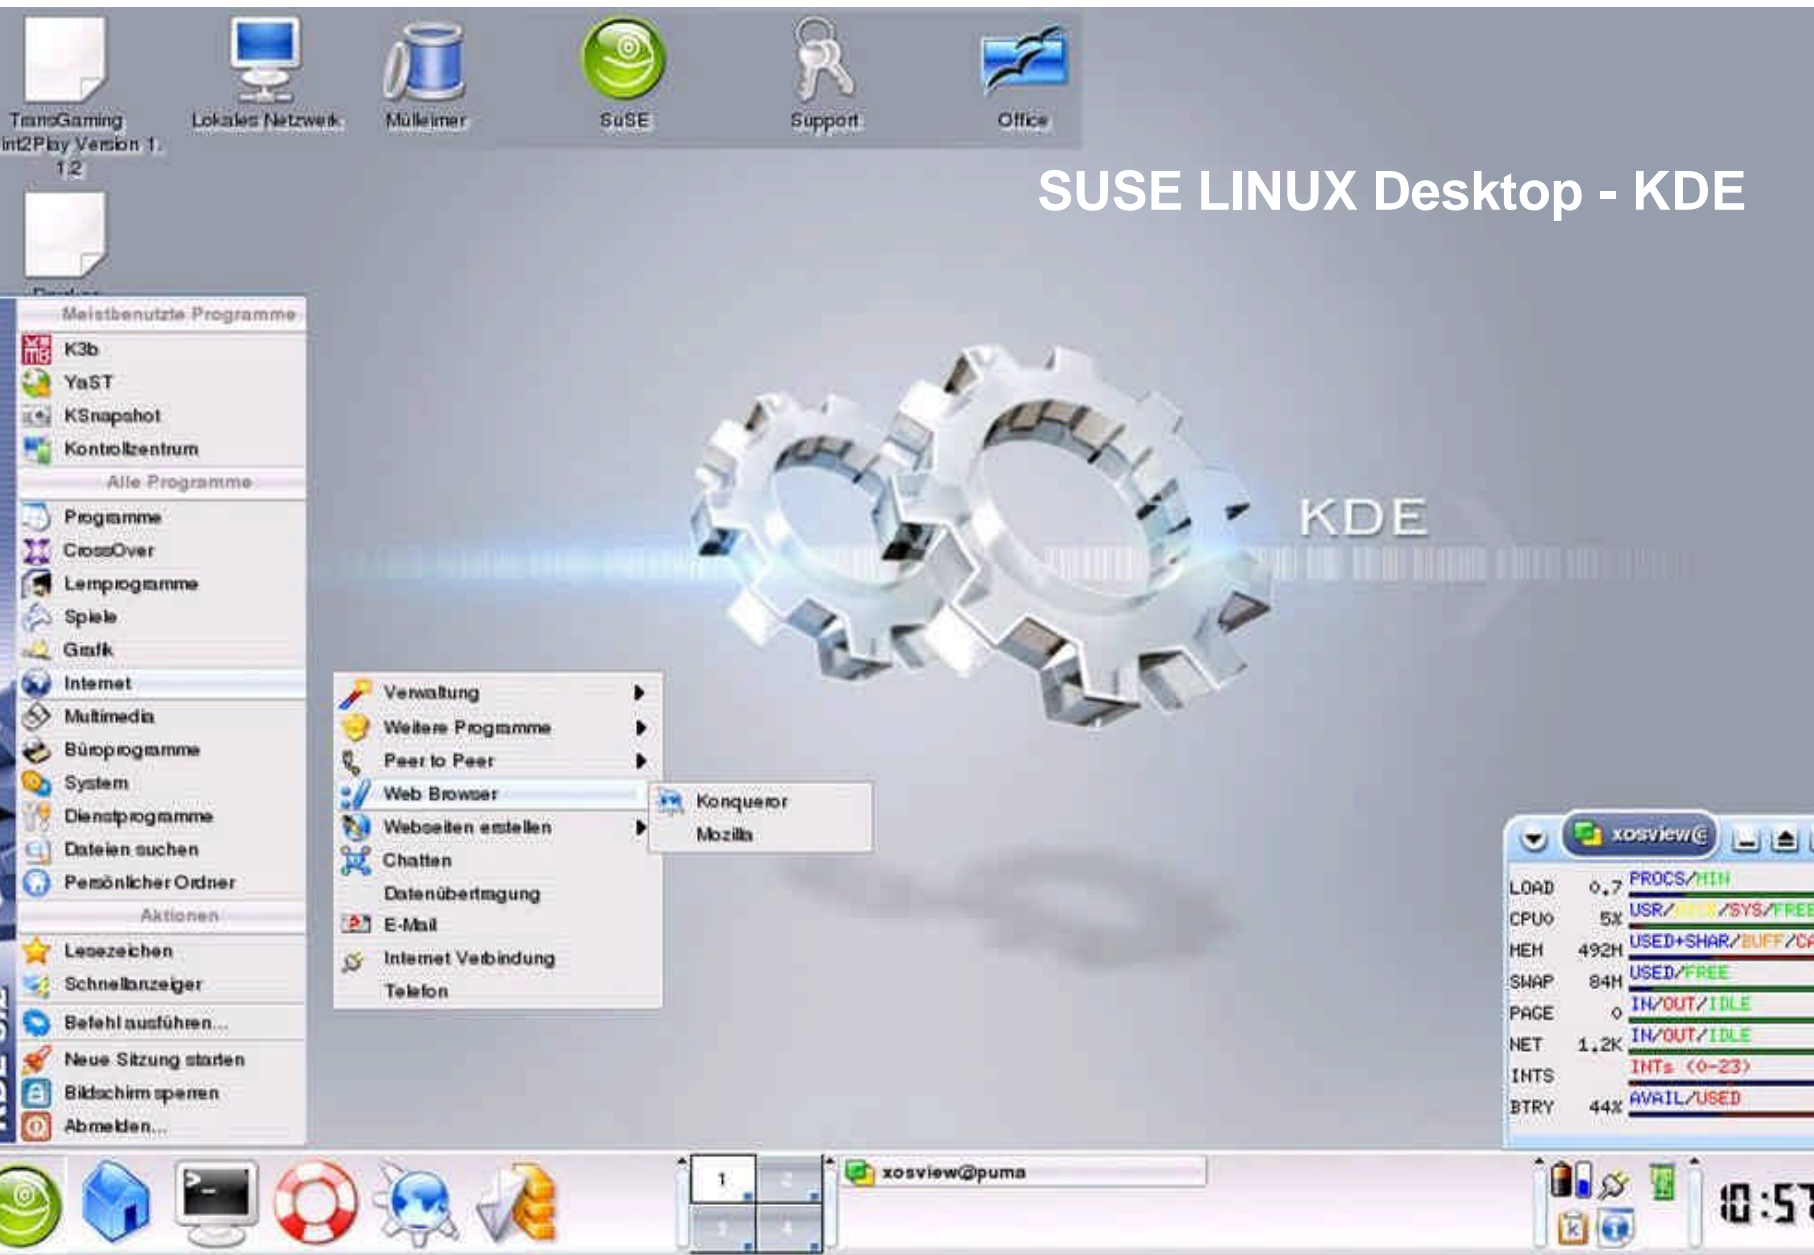 TransGaming
int2Play Version 1.
1.2
Lokales Netzwerk
Mülleimer
SuSE
Support
Office
SUSE LINUX Desktop - KDE
Meistbenutzte Programme
K3b
YaST
KSnapshot
Kontrollzentrum
Alle Programme
Programme
CrossOver
Lernprogramme
Spiele
Grafik
Internet
Multimedia
Büroprogramme
System
Dienstprogramme
Dateien suchen
Persönlicher Ordner
Aktionen
Lesezeichen
Schnellanzeiger
Befehl ausführen...
Neue Sitzung starten
Bildschirm sperren
Abmelden...
Verwaltung
Weitere Programme
Peer to Peer
Web Browser
Webseiten erstellen
Chatten
Datenübertragung
E-Mail
Internet Verbindung
Telefon
Konqueror
Mozilla
KDE
xosview@
LOAD 0.7 PROCS/MIN
CPU0 5% USR/ /SYS/FREE
MEM 492M USED+SHAR/BUFF/CA
SWAP 84M USED/FREE
PAGE 0 IN/OUT/IDLE
NET 1.2K IN/OUT/IDLE
INTS INTs (0-23)
BTRY 44% AVAIL/USED
1 2
3 4
xosview@puma
10:57